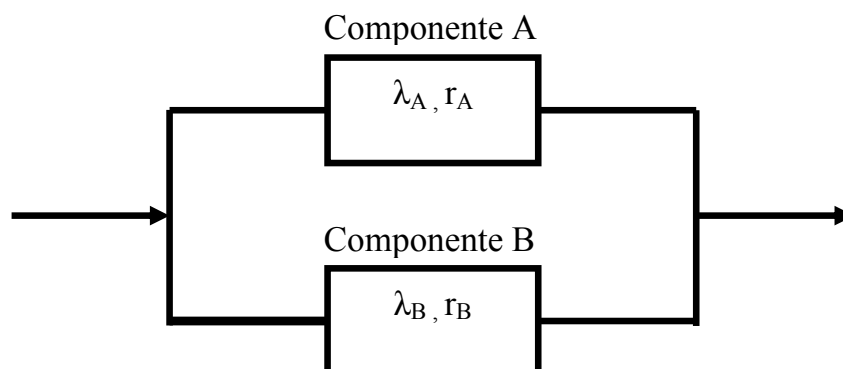 Componente A
λA , rA
Componente B
λB , rB